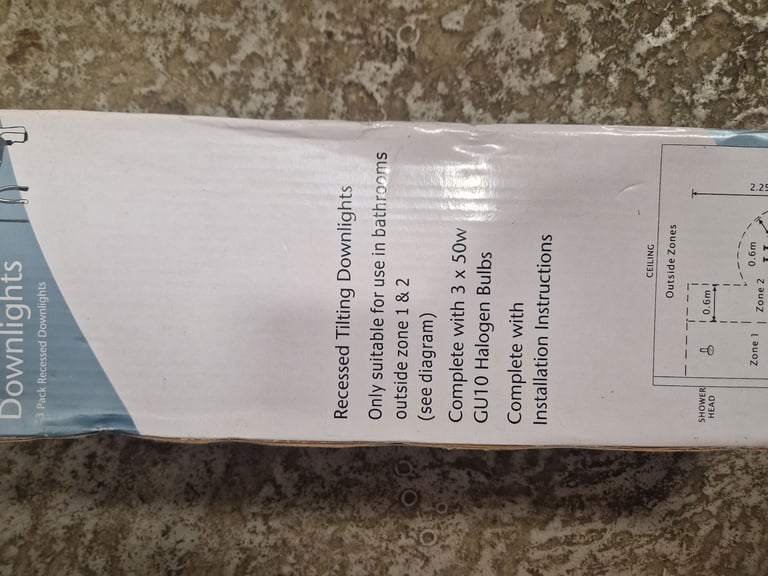 Downlights
3 Pack Recessed Downlights
Recessed Tilting Downlights
Only suitable for use in bathrooms
outside zone 1 & 2
(see diagram)
Complete with 3 x 50w
GU10 Halogen Bulbs
Complete with
Installation Instructions
CEILING
Outside Zones
2.25
0.6m
0.6m
Zone 1
Zone 2
SHOWER
HEAD